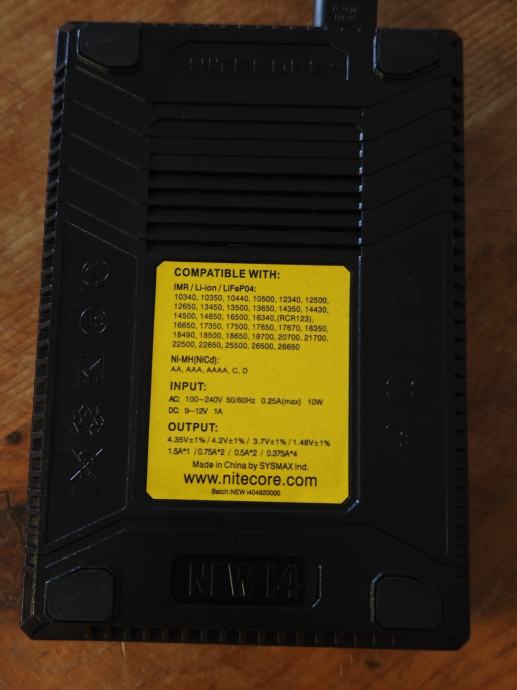 NITECORE
COMPATIBLE WITH:
IMR / Li-ion / LiFeP04:
10340, 10350, 10440, 10500, 12340, 12500,
12650, 13450, 13500, 13650, 14350, 14430,
14500, 14650, 16500, 16340,(RCR123),
16650, 17350, 17500, 17650, 17670, 18350,
18490, 18500, 18650, 18700, 20700, 21700,
22500, 22650, 25500, 26500, 26650
Ni-MH(NiCd):
AA, AAA, AAAA, C, D
INPUT:
AC: 100~240V 50/60Hz 0.25A(max) 10W
DC: 9~12V 1A
OUTPUT:
4.35V±1% / 4.2V±1% / 3.7V±1% / 1.48V±1%
1.5A*1 /0.75A*2 / 0.5A*2 / 0.375A*4
Made in China by SYSMAX Ind.
www.nitecore.com
Batch:NEW I404920000
NEW I4